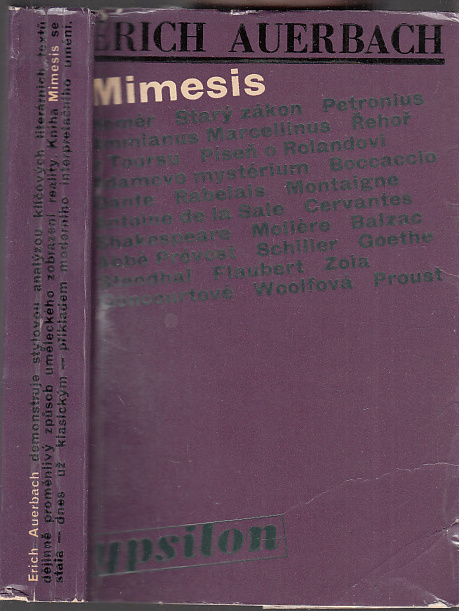 ERICH AUERBACH
Mimesis
Homér Starý zákon Petronius
Ammianus Marcellinus Řehoř
z Toursu Píseň o Rolandovi
Adamovo mystérium Boccaccio
Dante Rabelais Montaigne
Antoine de la Sale Cervantes
Shakespeare Molière Balzac
Abbé Prévost Schiller Goethe
Stendhal Flaubert Zola
Goncourtové Woolfová Proust
ypsilon
Erich Auerbach demonstruje stylovou analýzou klíčových literárních textů
dějinně proměnlivý způsob uměleckého zobrazení reality. Kniha Mimesis se
stala — dnes už klasickým — příkladem moderního interpretačního umění.